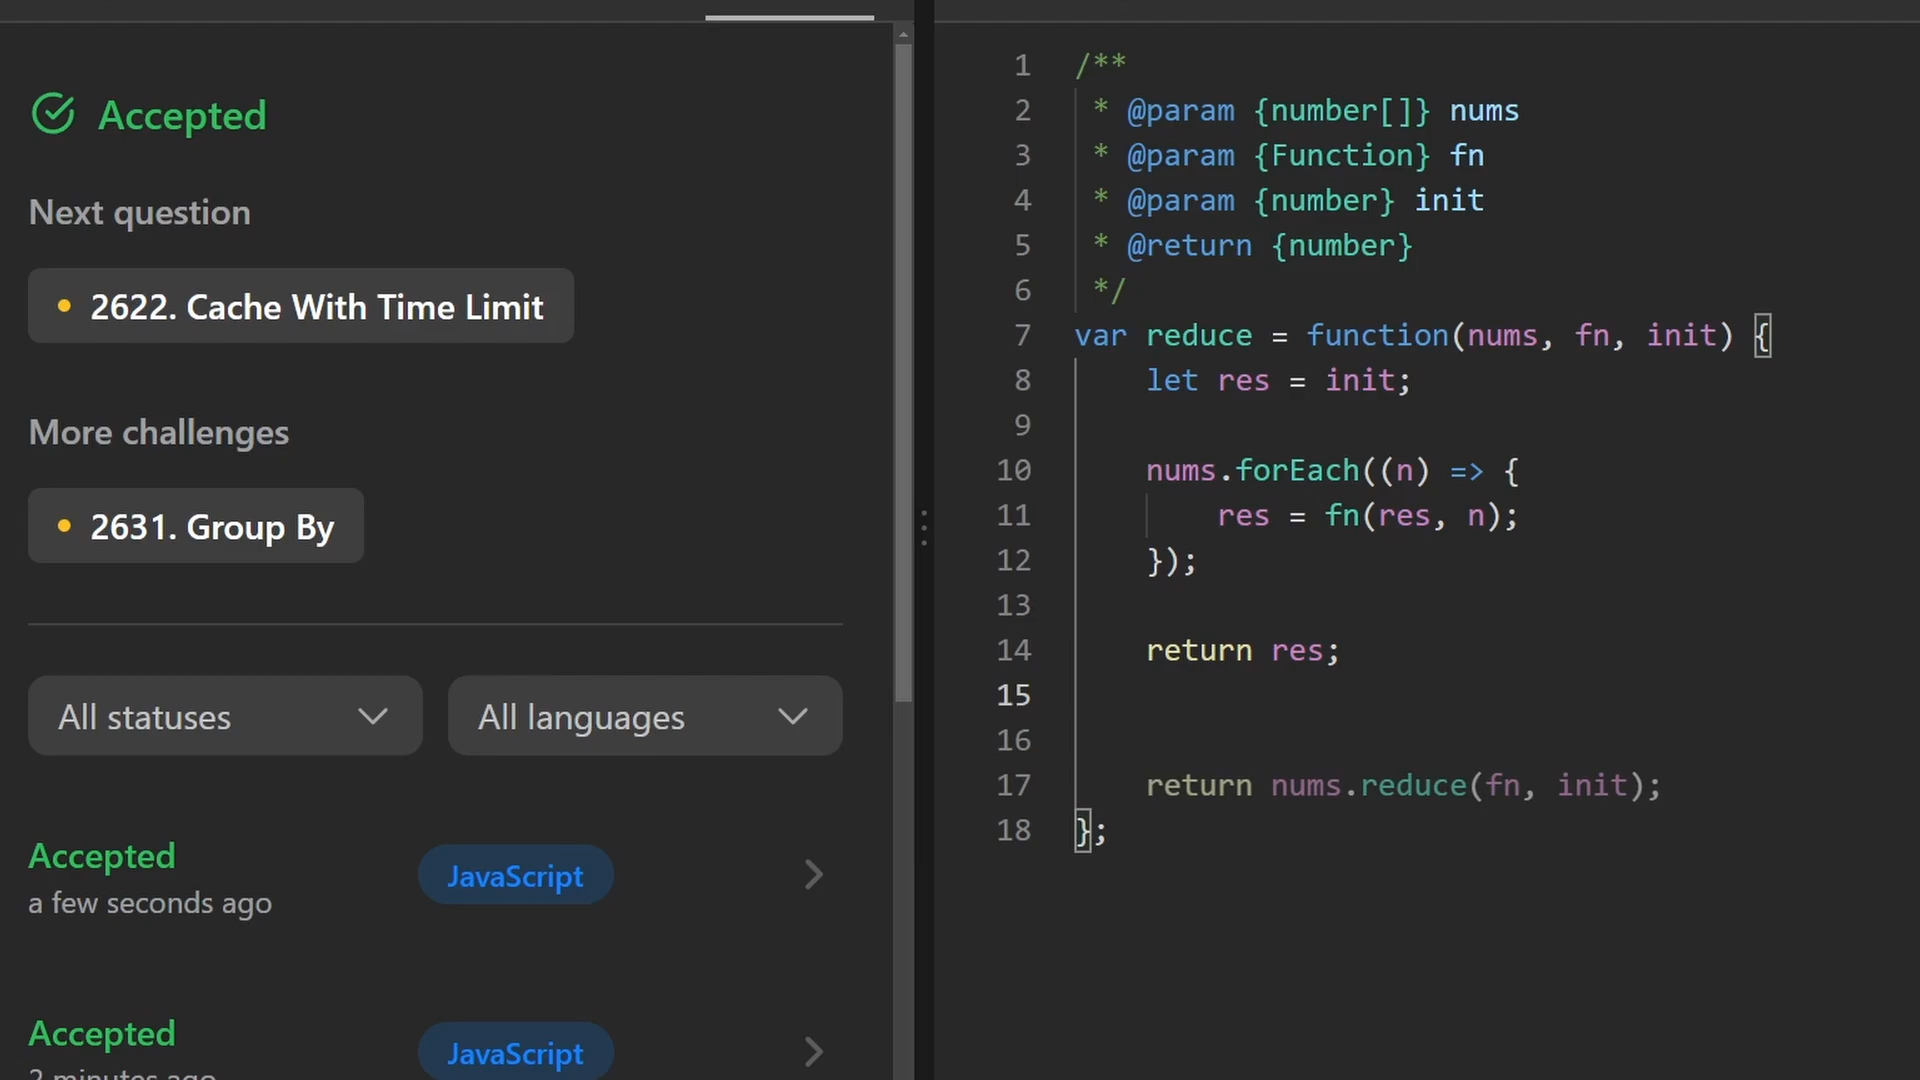 Accepted
Next question
2622. Cache With Time Limit
More challenges
2631. Group By
All statuses
All languages
Accepted
a few seconds ago
JavaScript
Accepted
2 minutes ago
JavaScript
1 /**
2  * @param {number[]} nums
3  * @param {Function} fn
4  * @param {number} init
5  * @return {number}
6  */
7 var reduce = function(nums, fn, init) {
8     let res = init;
9
10     nums.forEach((n) => {
11         res = fn(res, n);
12     });
13
14     return res;
15
16
17     return nums.reduce(fn, init);
18 };